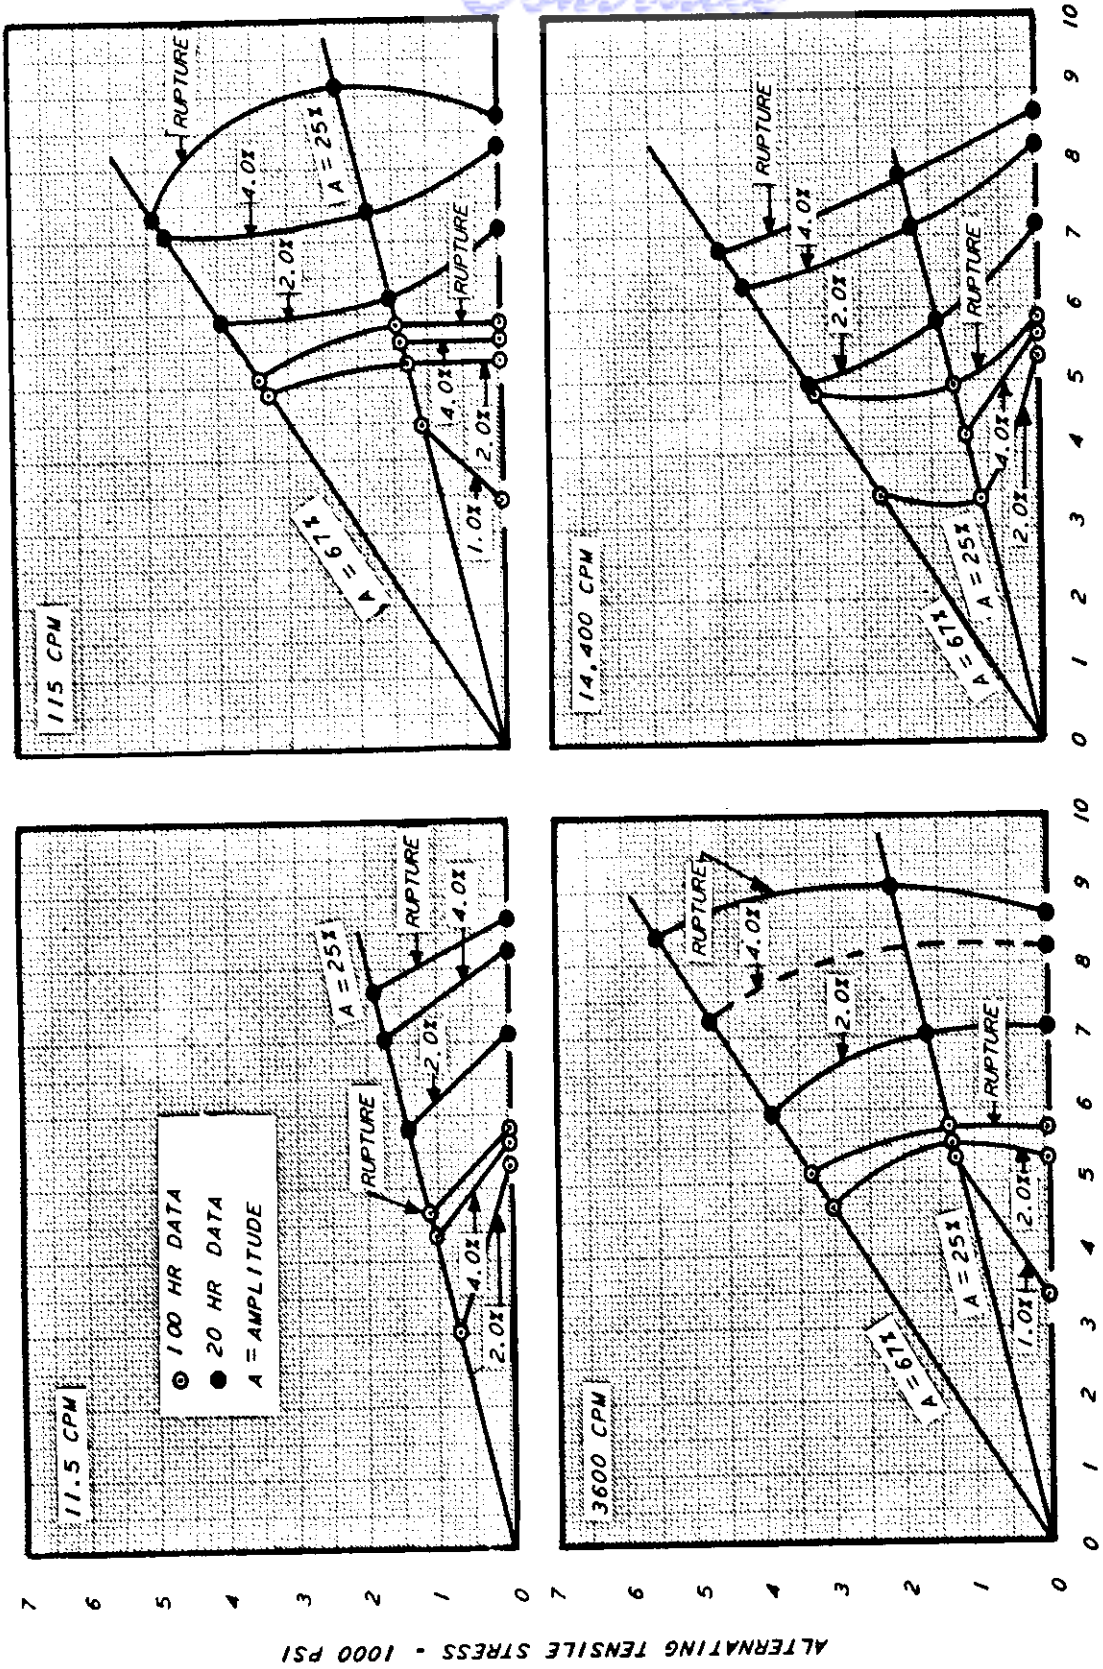 115 CPM
RUPTURE
4.0%
A = 25%
2.0%
RUPTURE
4.0%
2.0%
1.0%
A = 67%
14,400 CPM
RUPTURE
4.0%
2.0%
RUPTURE
4.0%
2.0%
A = 25%
A = 67%
0 1 2 3 4 5 6 7 8 9 10
11.5 CPM
⊙ 100 HR DATA
● 20 HR DATA
A = AMPLITUDE
A = 25%
RUPTURE
4.0%
2.0%
RUPTURE
4.0%
2.0%
3600 CPM
RUPTURE
4.0%
2.0%
RUPTURE
2.0%
1.0%
A = 25%
A = 67%
0 1 2 3 4 5 6 7 8 9 10
7 6 5 4 3 2 1 0
7 6 5 4 3 2 1 0
ALTERNATING TENSILE STRESS - 1000 PSI